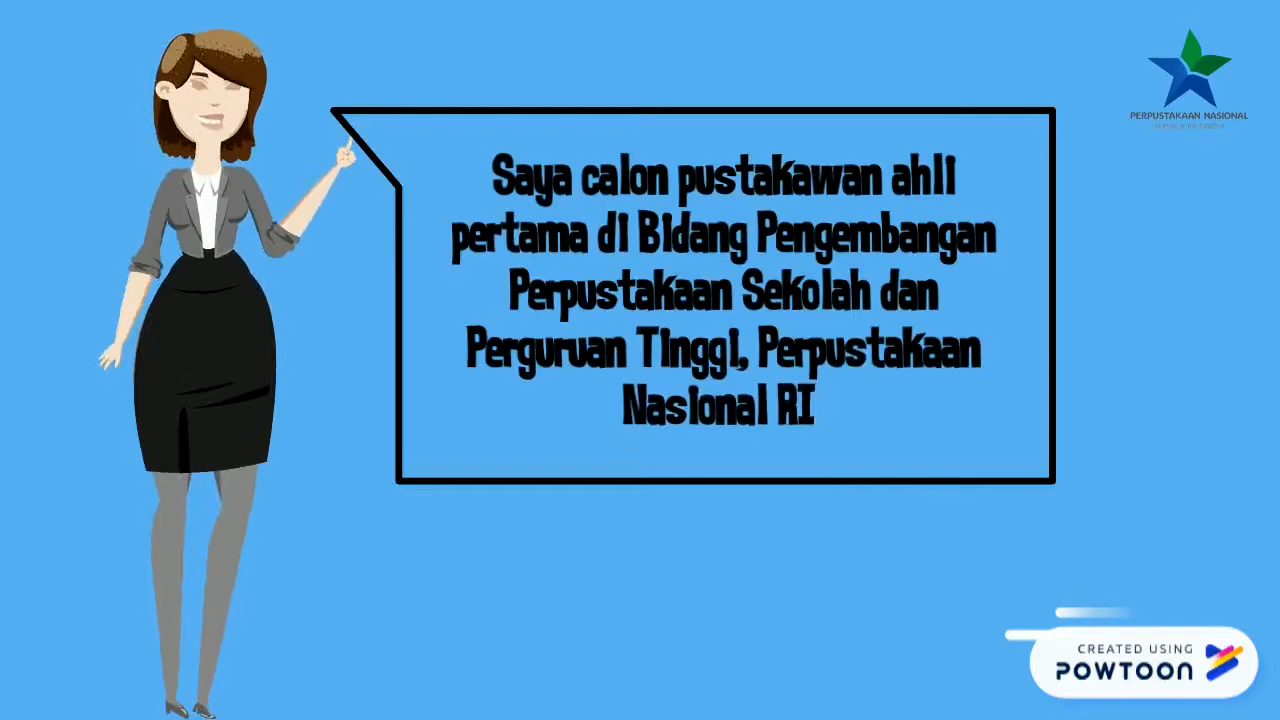 PERPUSTAKAAN NASIONAL
Saya calon pustakawan ahli
pertama di Bidang Pengembangan
Perpustakaan Sekolah dan
Perguruan Tinggi, Perpustakaan
Nasional RI
CREATED USING
POWTOON